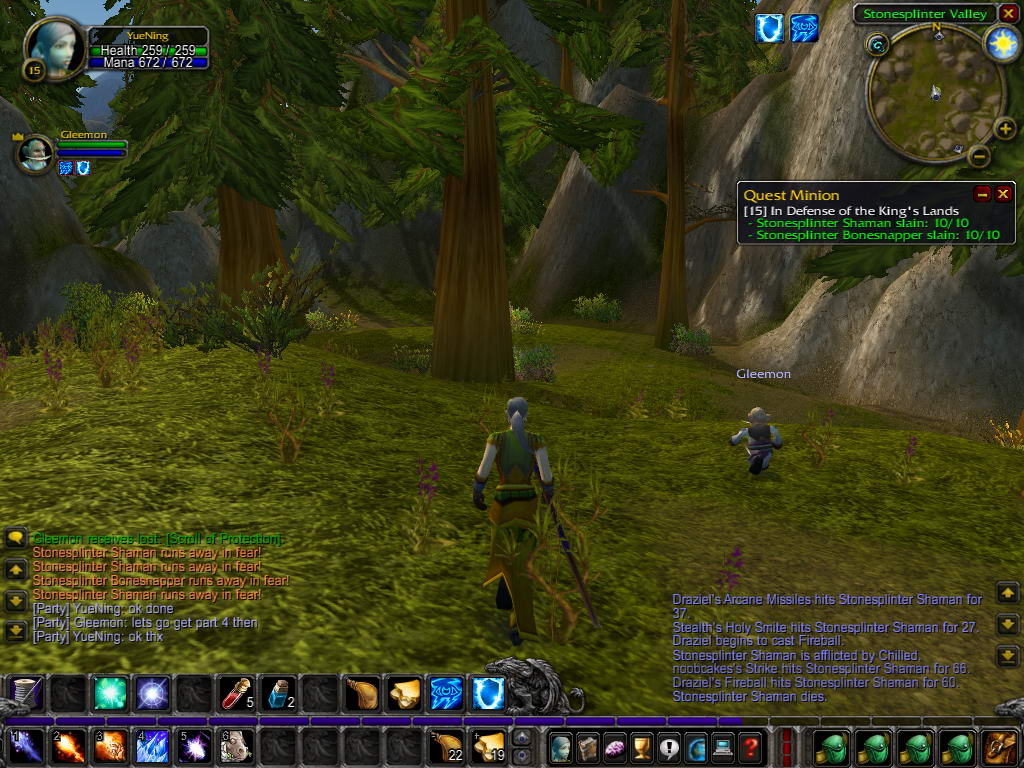 Stonesplinter Valley
N
YueNing
Health 259 / 259
Mana 672 / 672
15
Gleemon
Quest Minion
[15] In Defense of the King's Lands
- Stonesplinter Shaman slain: 10/10
- Stonesplinter Bonesnapper slain: 10/10
Gleemon
Gleemon receives loot: [Scroll of Protection].
Stonesplinter Shaman runs away in fear!
Stonesplinter Shaman runs away in fear!
Stonesplinter Bonesnapper runs away in fear!
Stonesplinter Shaman runs away in fear!
[Party] YueNing: ok done
[Party] Gleemon: lets go get part 4 then
[Party] YueNing: ok thx
Draziel's Arcane Missiles hits Stonesplinter Shaman for
37.
Stealth's Holy Smite hits Stonesplinter Shaman for 27.
Draziel begins to cast Fireball.
Stonesplinter Shaman is afflicted by Chilled.
noobcakes's Strike hits Stonesplinter Shaman for 66.
Draziel's Fireball hits Stonesplinter Shaman for 60.
Stonesplinter Shaman dies.
5 2
1 2 3 4 5 6 22 19